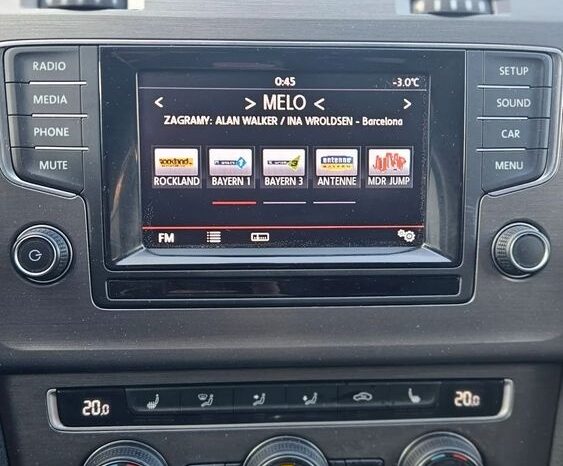 RADIO
MEDIA
PHONE
MUTE
0:45 -3.0°C
< > MELO < >
ZAGRAMY: ALAN WALKER / INA WROLDSEN - Barcelona
antenne
ROCKLAND BAYERN 1 BAYERN 3 ANTENNE MDR JUMP
FM
SETUP
SOUND
CAR
MENU
20.0 20.0